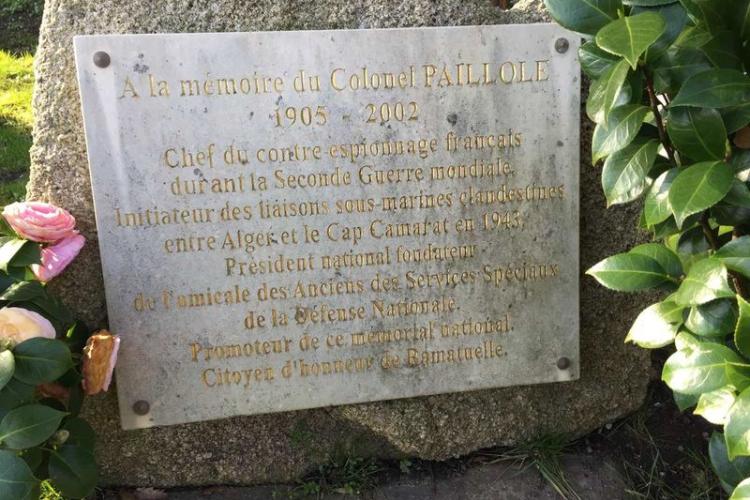 A la mémoire du Colonel PAILLOLE
1905 - 2002
Chef du contre espionnage français
durant la Seconde Guerre mondiale.
Initiateur des liaisons sous-marines clandestines
entre Alger et le Cap Camarat en 1943,
Président national fondateur
de l'amicale des Anciens des Services Spéciaux
de la Défense Nationale.
Promoteur de ce mémorial national.
Citoyen d'honneur de Ramatuelle.